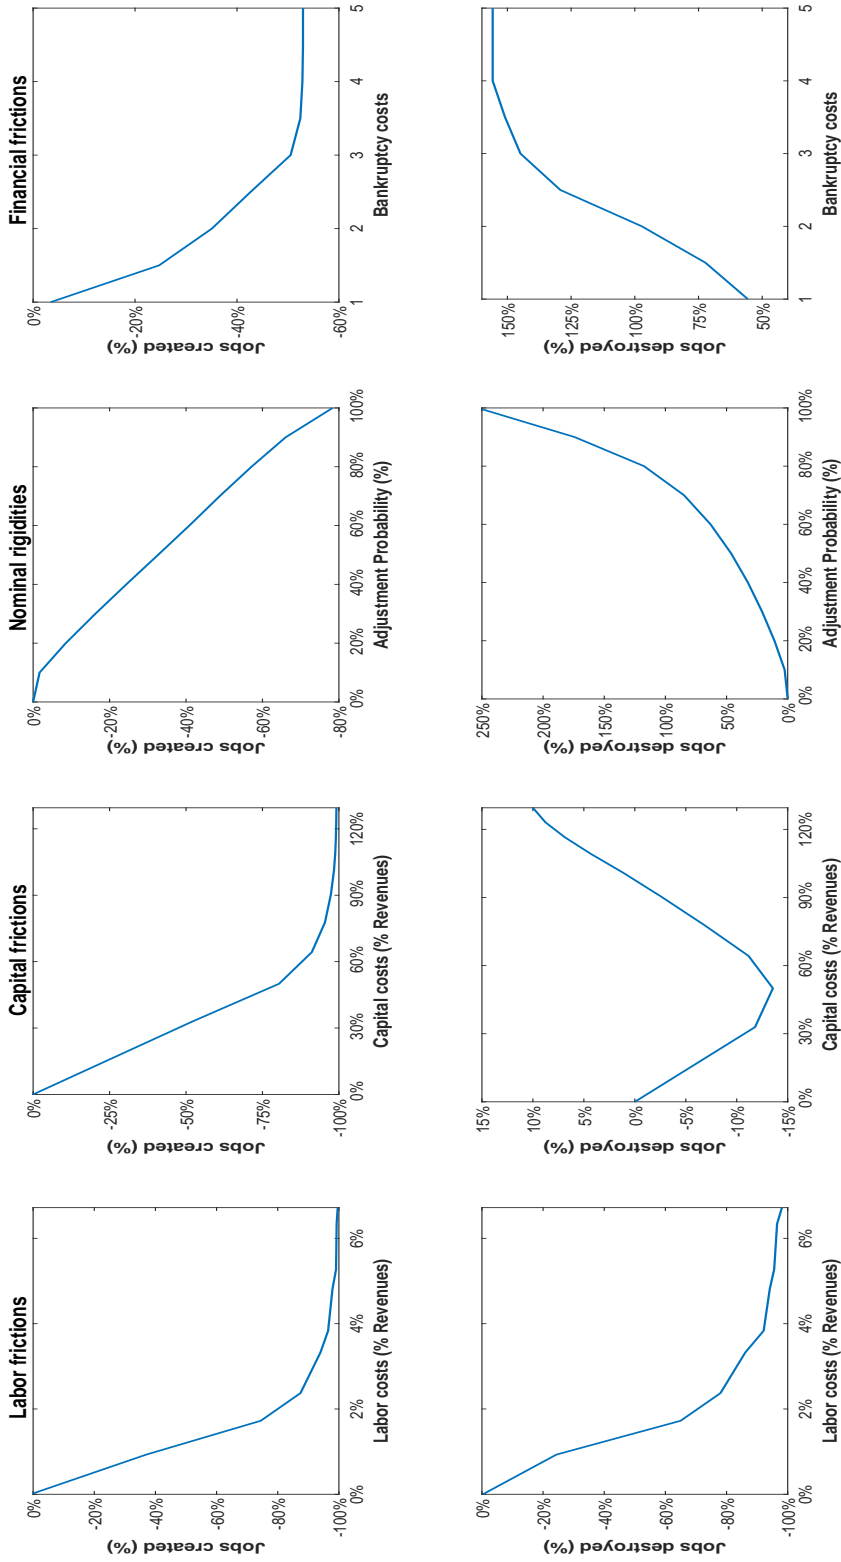 Labor frictions
Jobs created (%)
0%
-20%
-40%
-60%
-80%
-100%
0% 2% 4% 6%
Labor costs (% Revenues)
Capital frictions
Jobs created (%)
0%
-25%
-50%
-75%
-100%
0% 30% 60% 90% 120%
Capital costs (% Revenues)
Nominal rigidities
Jobs created (%)
0%
-20%
-40%
-60%
-80%
0% 20% 40% 60% 80% 100%
Adjustment Probability (%)
Financial frictions
Jobs created (%)
0%
-20%
-40%
-60%
1 2 3 4 5
Bankruptcy costs
Jobs destroyed (%)
0%
-20%
-40%
-60%
-80%
-100%
0% 2% 4% 6%
Labor costs (% Revenues)
Jobs destroyed (%)
15%
10%
5%
0%
-5%
-10%
-15%
0% 30% 60% 90% 120%
Capital costs (% Revenues)
Jobs destroyed (%)
250%
200%
150%
100%
50%
0%
0% 20% 40% 60% 80% 100%
Adjustment Probability (%)
Jobs destroyed (%)
150%
125%
100%
75%
50%
1 2 3 4 5
Bankruptcy costs